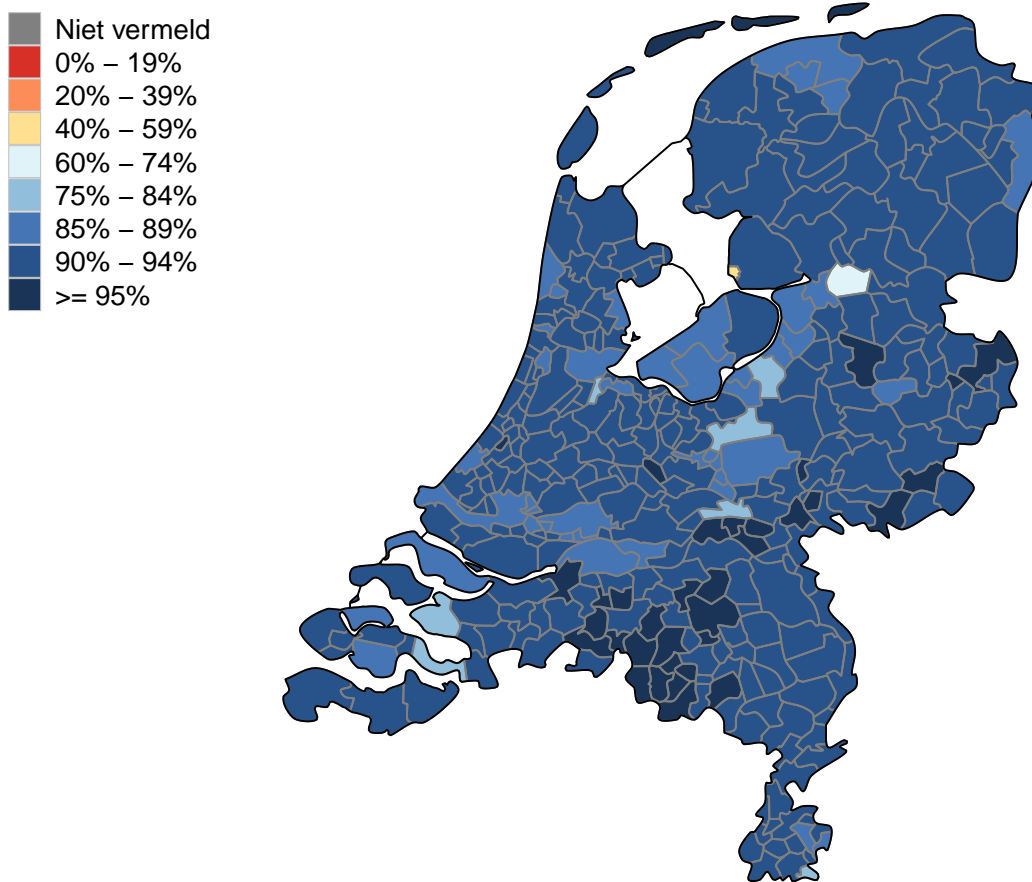 Niet vermeld
0% – 19%
20% – 39%
40% – 59%
60% – 74%
75% – 84%
85% – 89%
90% – 94%
>= 95%